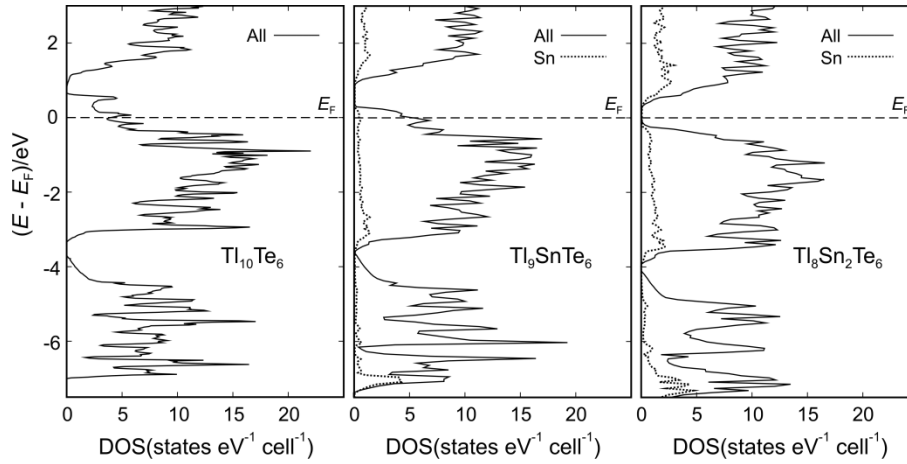 All
E_F
Tl₁₀Te₆
All
Sn
E_F
Tl₉SnTe₆
All
Sn
E_F
Tl₈Sn₂Te₆
(E - E_F)/eV
2
0
-2
-4
-6
0 5 10 15 20
0 5 10 15 20
0 5 10 15 20
DOS(states eV⁻¹ cell⁻¹)
DOS(states eV⁻¹ cell⁻¹)
DOS(states eV⁻¹ cell⁻¹)